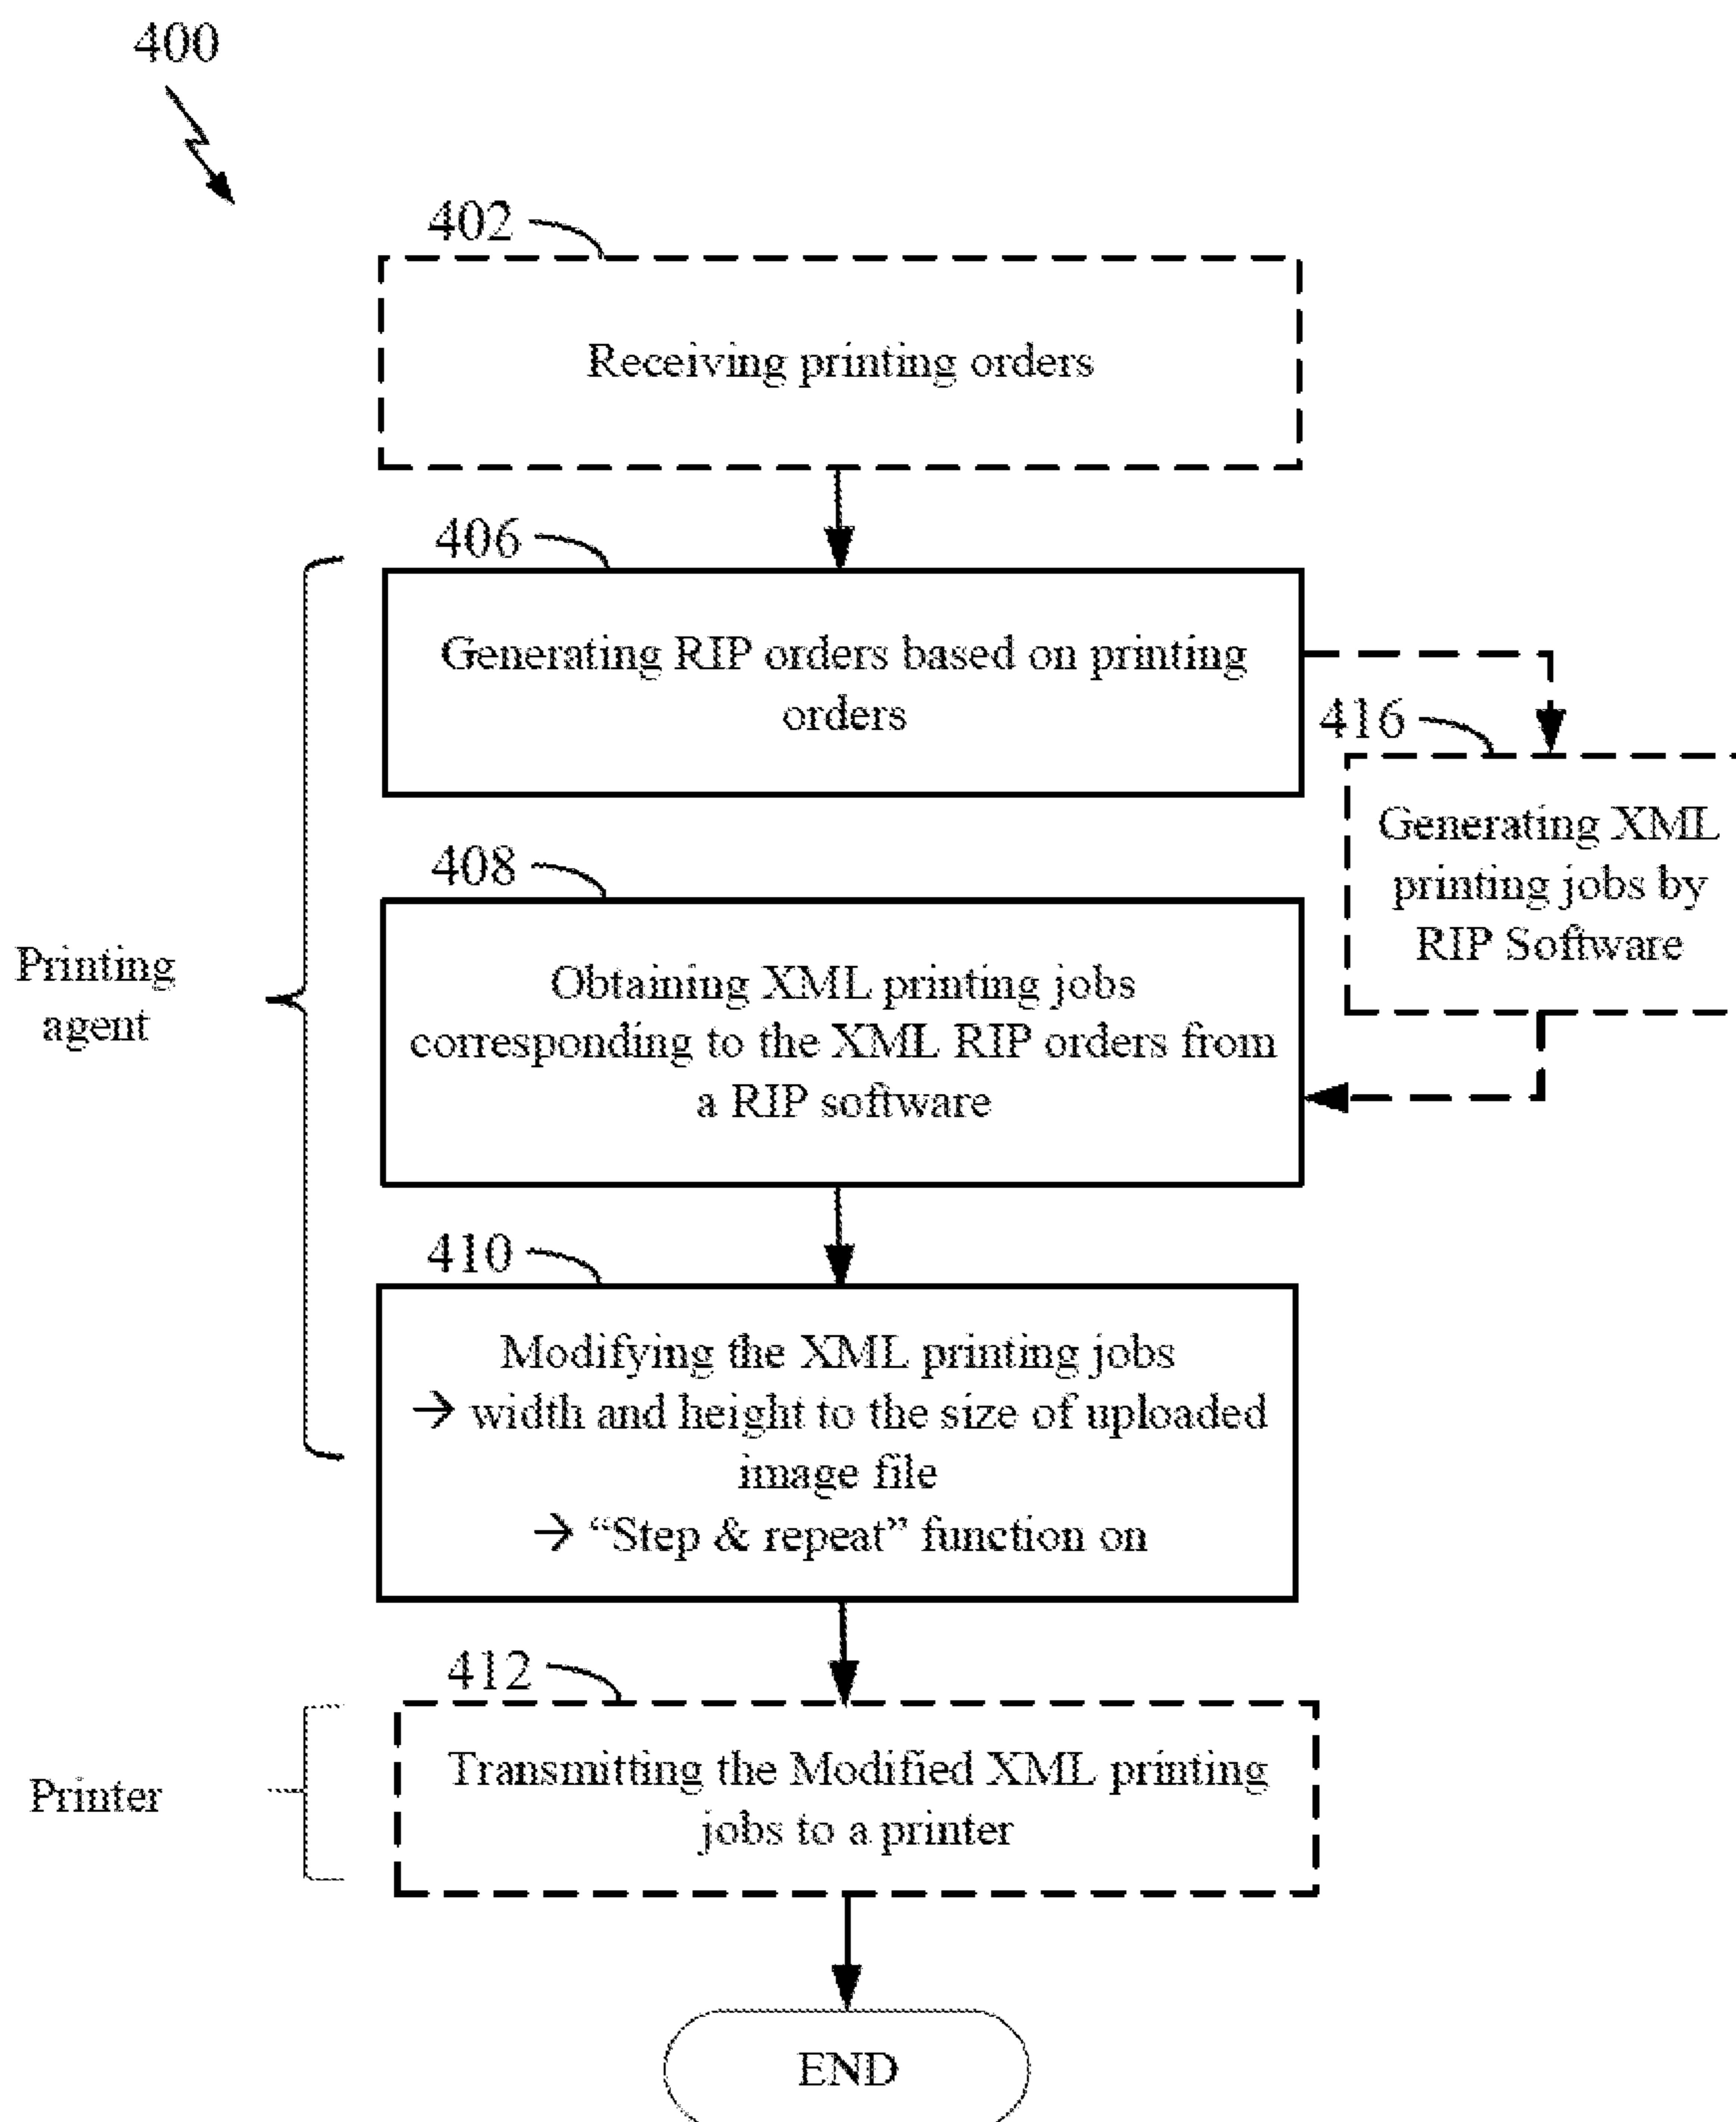 400
402
Receiving printing orders
406
Generating RIP orders based on printing
orders
416
Generating XML
printing jobs by
RIP Software
408
Obtaining XML printing jobs
corresponding to the XML RIP orders from
a RIP software
Printing
agent
410
Modifying the XML printing jobs
→ width and height to the size of uploaded
image file
→ “Step & repeat” function on
412
Transmitting the Modified XML printing
jobs to a printer
Printer
END